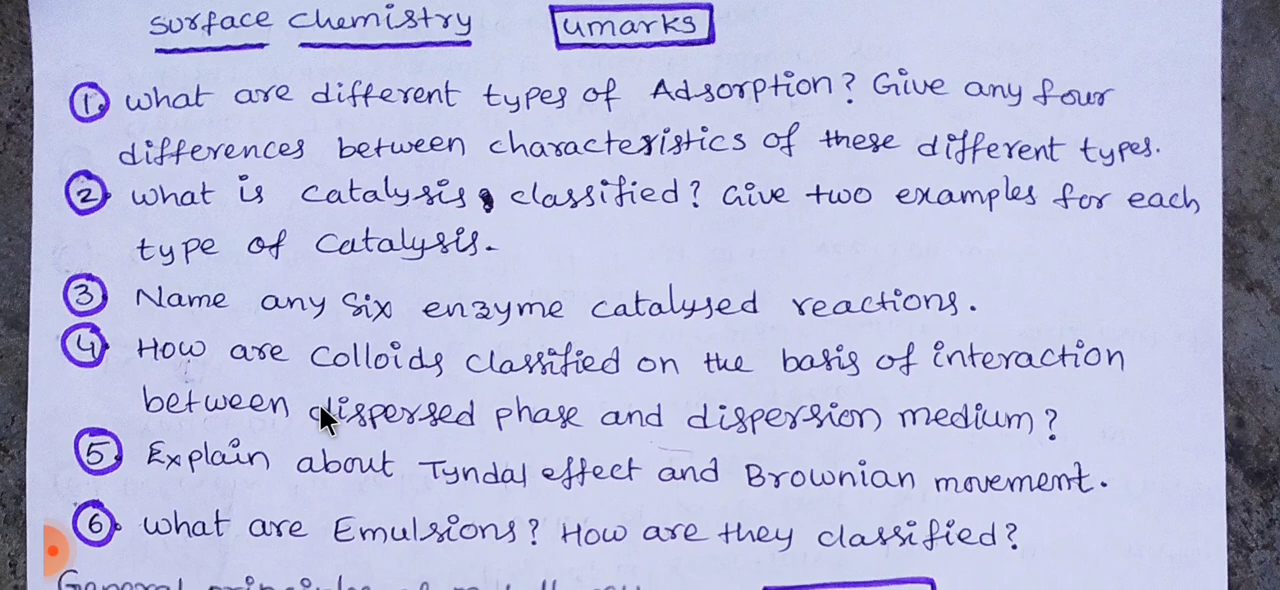 surface chemistry 4marks
1. What are different types of Adsorption? Give any four
differences between characteristics of these different types.
2. What is catalysis, classified? Give two examples for each
type of catalysis.
3 Name any six enzyme catalysed reactions.
4. How are colloids classified on the basis of interaction
between dispersed phase and dispersion medium?
5. Explain about Tyndal effect and Brownian movement.
6. What are Emulsions? How are they classified?
General principles of